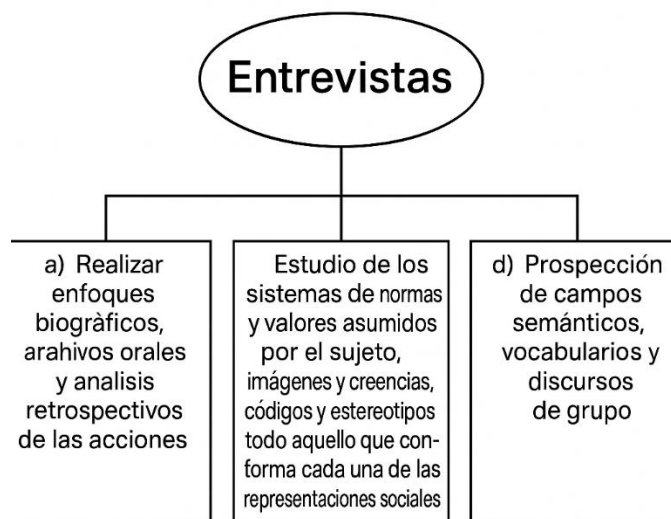 Entrevistas
a) Realizar
enfoques
biogràficos,
arahivos orales
y analisis
retrospectivos
de las acciones
Estudio de los
sistemas de normas
y valores asumidos
por el sujeto,
imágenes y creencias,
códigos y estereotipos
todo aquello que con-
forma cada una de las
representaciones sociales
d) Prospección
de campos
semánticos,
vocabularios y
discursos
de grupo